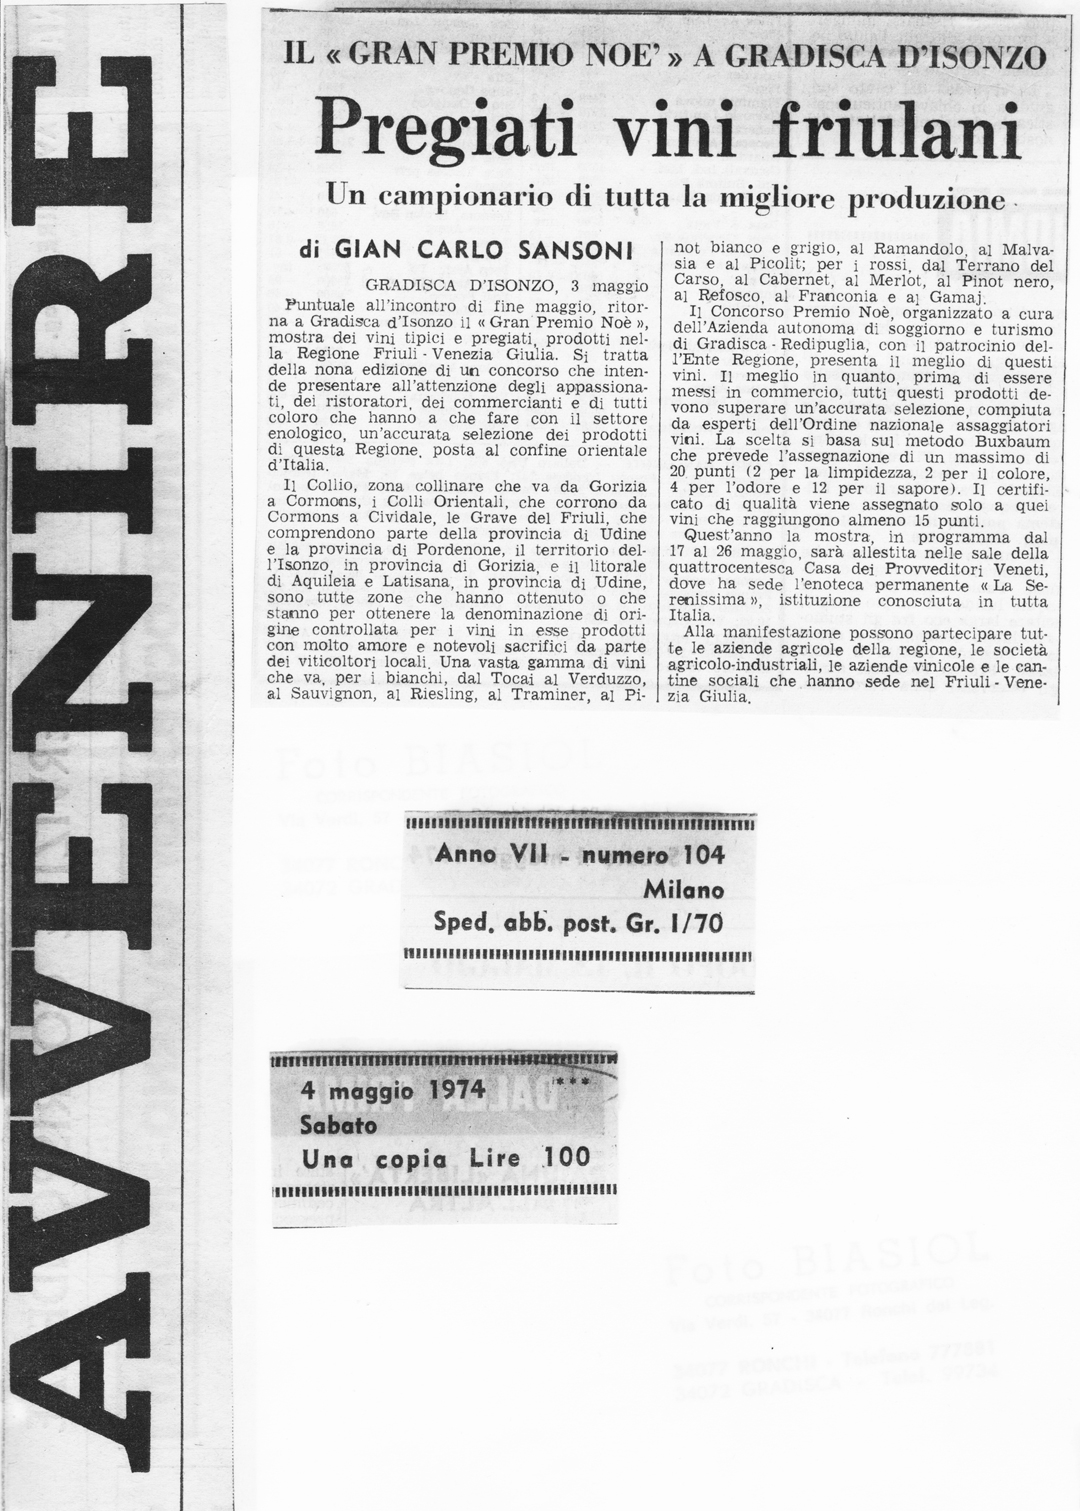 AVVENIRE
IL « GRAN PREMIO NOE' » A GRADISCA D'ISONZO
Pregiati vini friulani
Un campionario di tutta la migliore produzione
di GIAN CARLO SANSONI
GRADISCA D'ISONZO, 3 maggio
Puntuale all'incontro di fine maggio, ritor-
na a Gradisca d'Isonzo il « Gran Premio Noè »,
mostra dei vini tipici e pregiati, prodotti nel-
la Regione Friuli - Venezia Giulia. Si tratta
della nona edizione di un concorso che inten-
de presentare all'attenzione degli appassiona-
ti, dei ristoratori, dei commercianti e di tutti
coloro che hanno a che fare con il settore
enologico, un'accurata selezione dei prodotti
di questa Regione, posta al confine orientale
d'Italia.
Il Collio, zona collinare che va da Gorizia
a Cormons, i Colli Orientali, che corrono da
Cormons a Cividale, le Grave del Friuli, che
comprendono parte della provincia di Udine
e la provincia di Pordenone, il territorio del-
l'Isonzo, in provincia di Gorizia, e il litorale
di Aquileia e Latisana, in provincia di Udine,
sono tutte zone che hanno ottenuto o che
stanno per ottenere la denominazione di ori-
gine controllata per i vini in esse prodotti
con molto amore e notevoli sacrifici da parte
dei viticoltori locali. Una vasta gamma di vini
che va, per i bianchi, dal Tocai al Verduzzo,
al Sauvignon, al Riesling, al Traminer, al Pi-
not bianco e grigio, al Ramandolo, al Malva-
sia e al Picolit; per i rossi, dal Terrano del
Carso, al Cabernet, al Merlot, al Pinot nero,
al Refosco, al Franconia e al Gamaj.
Il Concorso Premio Noè, organizzato a cura
dell'Azienda autonoma di soggiorno e turismo
di Gradisca - Redipuglia, con il patrocinio del-
l'Ente Regione, presenta il meglio di questi
vini. Il meglio in quanto, prima di essere
messi in commercio, tutti questi prodotti de-
vono superare un'accurata selezione, compiuta
da esperti dell'Ordine nazionale assaggiatori
vini. La scelta si basa sul metodo Buxbaum
che prevede l'assegnazione di un massimo di
20 punti (2 per la limpidezza, 2 per il colore,
4 per l'odore e 12 per il sapore). Il certifi-
cato di qualità viene assegnato solo a quei
vini che raggiungono almeno 15 punti.
Quest'anno la mostra, in programma dal
17 al 26 maggio, sarà allestita nelle sale della
quattrocentesca Casa dei Provveditori Veneti,
dove ha sede l'enoteca permanente « La Se-
renissima », istituzione conosciuta in tutta
Italia.
Alla manifestazione possono partecipare tut-
te le aziende agricole della regione, le società
agricolo-industriali, le aziende vinicole e le can-
tine sociali che hanno sede nel Friuli - Vene-
zia Giulia.
Anno VII - numero 104
Milano
Sped. abb. post. Gr. I/70
4 maggio 1974 ***
Sabato
Una copia Lire 100
Foto BIASIOL